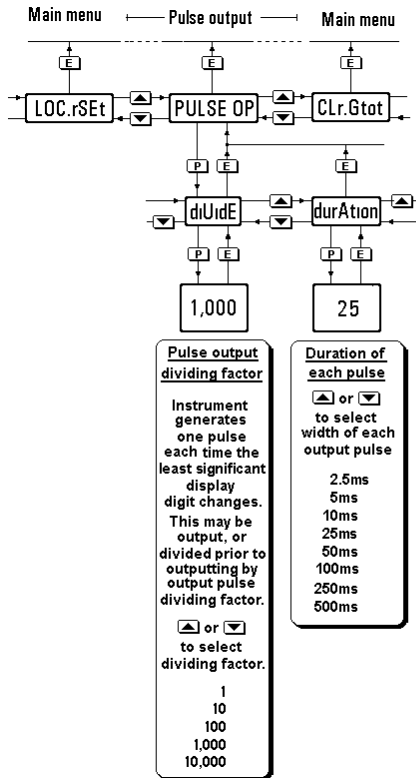 Main menu
Pulse output
Main menu
E
E
E
LOC.rSEt
PULSE OP
CLr.Gtot
P
E
E
diUidE
durAtion
P
E
P
E
1,000
25
Pulse output
dividing factor
Instrument
generates
one pulse
each time the
least significant
display
digit changes.
This may be
output, or
divided prior to
outputting by
output pulse
dividing factor.
▲ or ▼
to select
dividing factor.
1
10
100
1,000
10,000
Duration of
each pulse
▲ or ▼
to select
width of each
output pulse
2.5ms
5ms
10ms
25ms
50ms
100ms
250ms
500ms